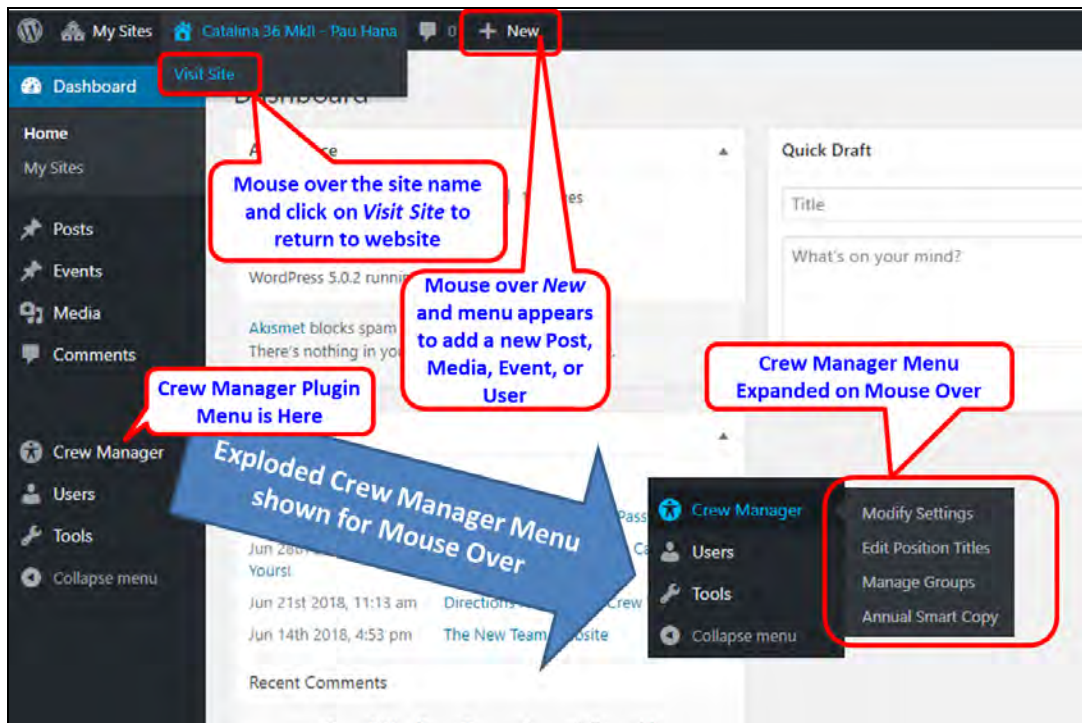 My Sites
Catalina 36 MkII - Pau Hana
0
+ New
Visit Site
Dashboard
Dashboard
Home
My Sites
Posts
Events
Media
Comments
Crew Manager
Users
Tools
Collapse menu
Mouse over the site name
and click on Visit Site to
return to website
WordPress 5.0.2
Akismet blocks spam
There's nothing in
Mouse over New
and menu appears
to add a new Post,
Media, Event, or
User
Quick Draft
Title
What's on your mind?
Crew Manager Plugin
Menu is Here
Crew Manager Menu
Expanded on Mouse Over
Exploded Crew Manager Menu
shown for Mouse Over
Jun
Yours!
Jun 21st 2018, 11:13 am Directions Crew
Jun 14th 2018, 4:53 pm The New Team
Recent Comments
Crew Manager
Users
Tools
Collapse menu
Modify Settings
Edit Position Titles
Manage Groups
Annual Smart Copy